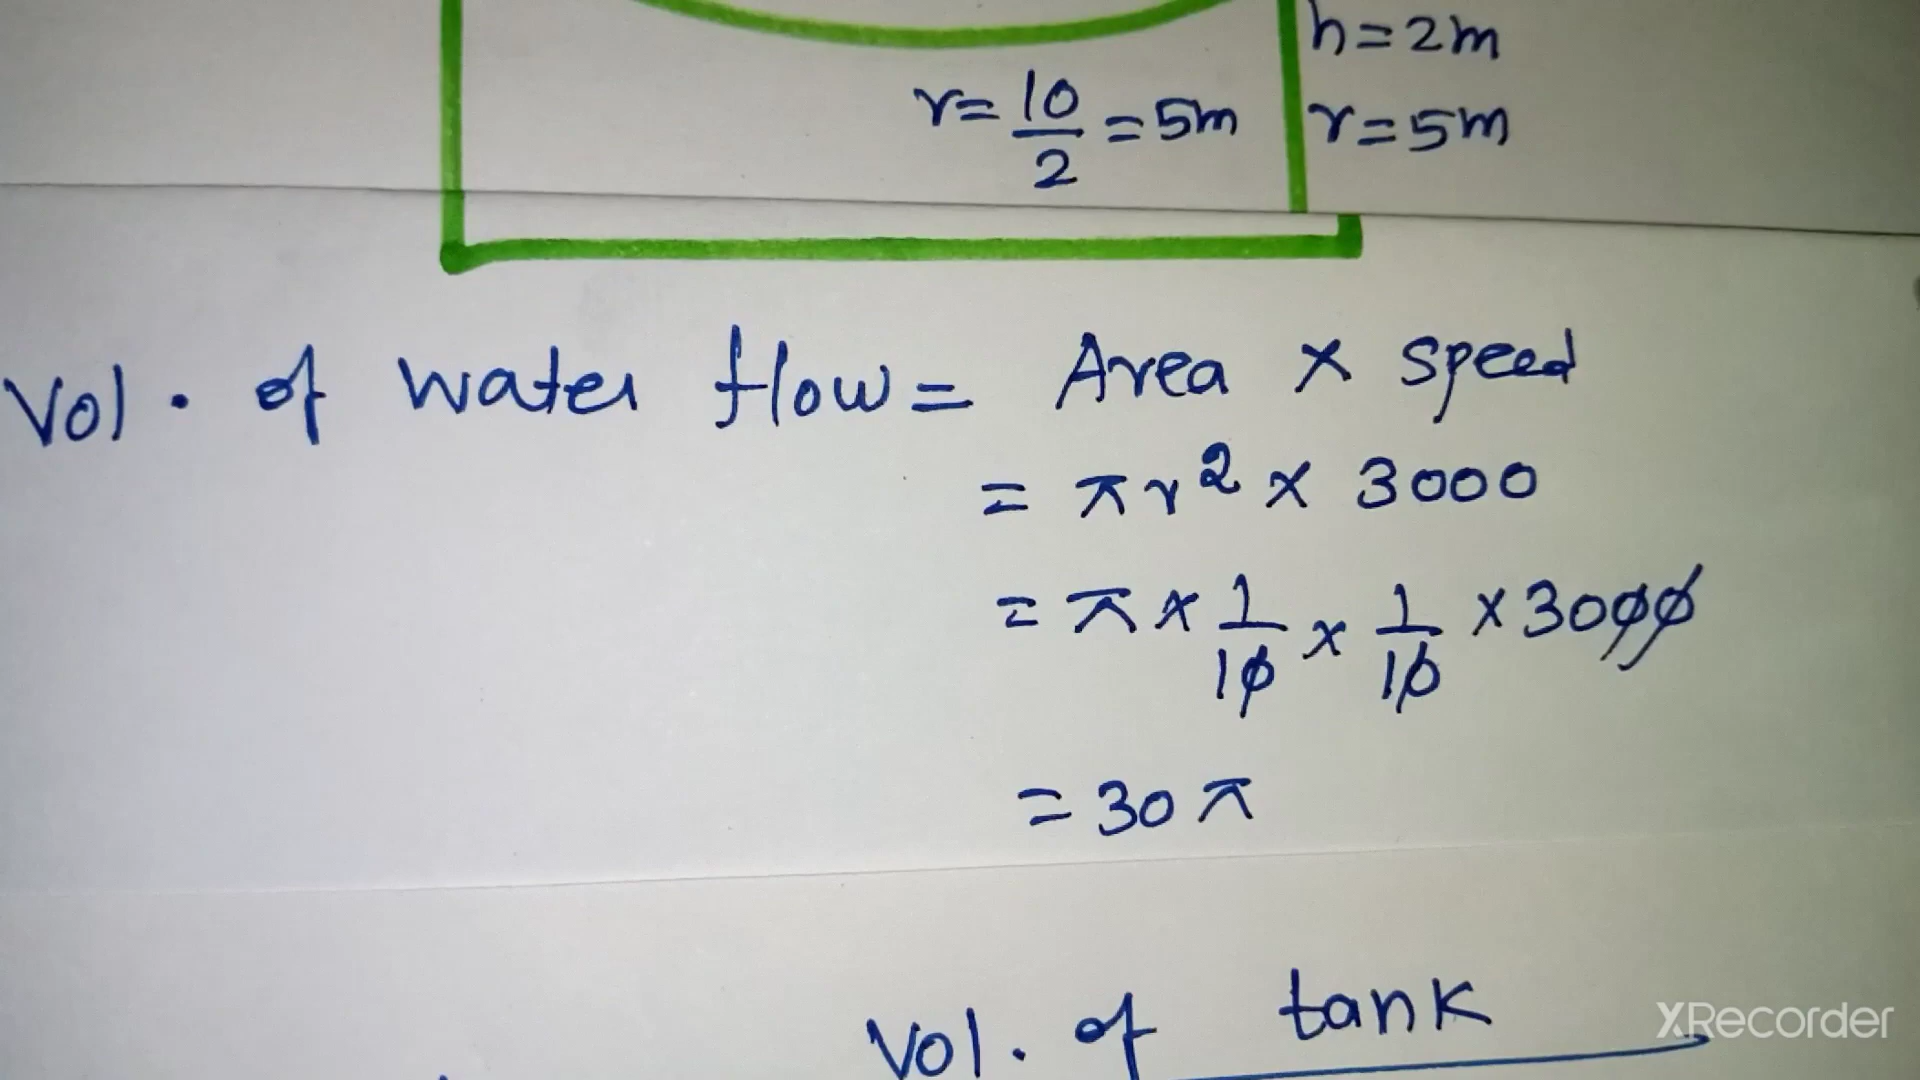 h=2m
r=10/2=5m
r=5m
Vol. of water flow = Area × speed
= πr² × 3000
= π × 1/10 × 1/10 × 3000
= 30π
Vol. of tank
XRecorder